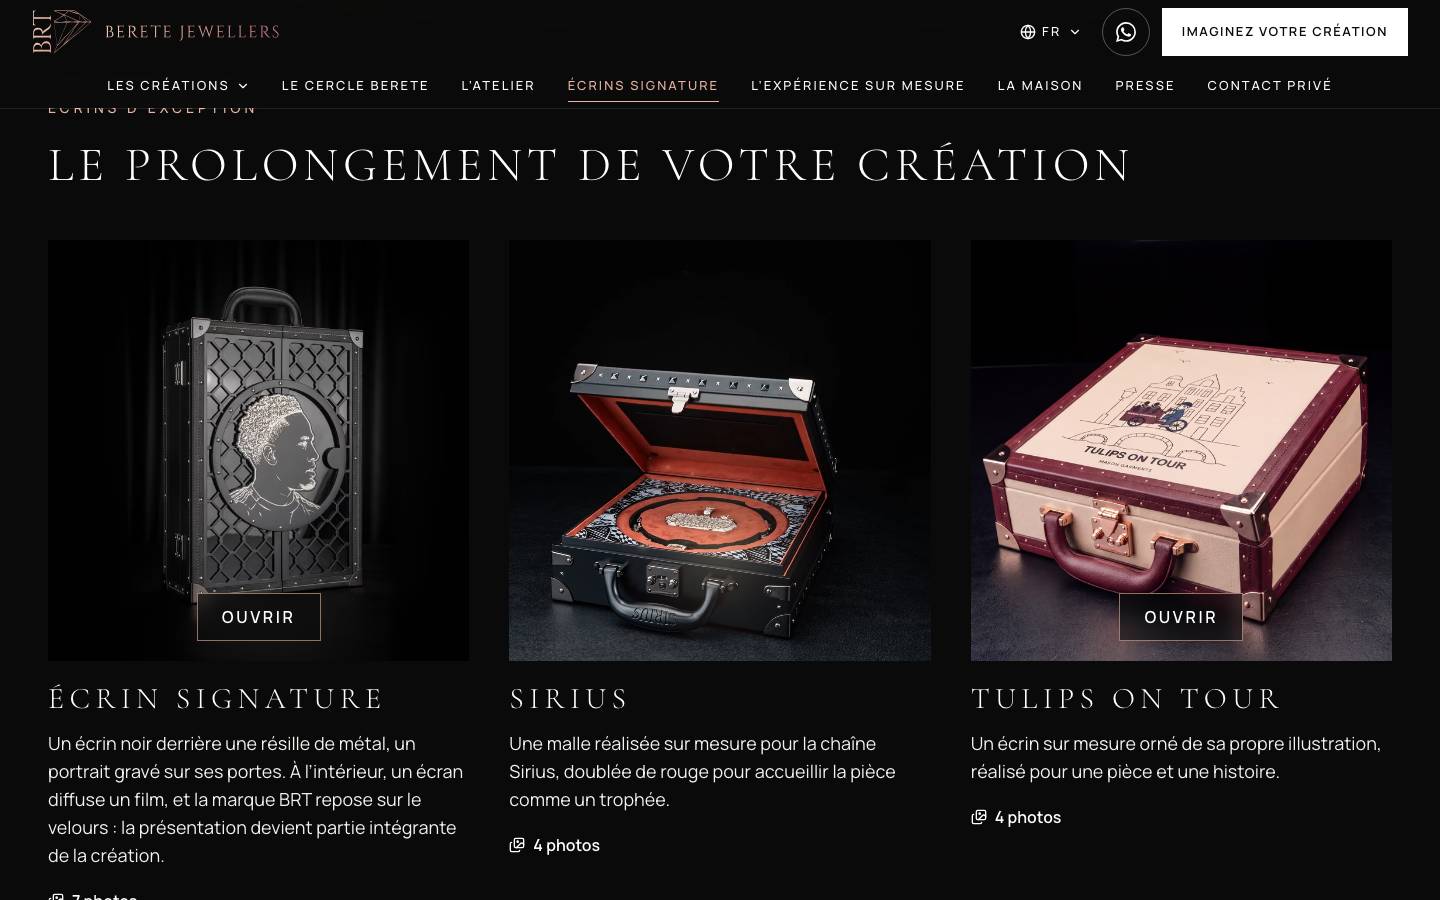 BRT
BERETE JEWELLERS
FR
IMAGINEZ VOTRE CRÉATION
LES CRÉATIONS
LE CERCLE BERETE
L'ATELIER
ÉCRINS SIGNATURE
L'EXPÉRIENCE SUR MESURE
LA MAISON
PRESSE
CONTACT PRIVÉ
ÉCRINS D'EXCEPTION
LE PROLONGEMENT DE VOTRE CRÉATION
OUVRIR
SIRIUS
TULIPS ON TOUR
OUVRIR
ÉCRIN SIGNATURE
Un écrin noir derrière une résille de métal, un
portrait gravé sur ses portes. À l'intérieur, un écran
diffuse un film, et la marque BRT repose sur le
velours : la présentation devient partie intégrante
de la création.
7 photos
SIRIUS
Une malle réalisée sur mesure pour la chaîne
Sirius, doublée de rouge pour accueillir la pièce
comme un trophée.
4 photos
TULIPS ON TOUR
Un écrin sur mesure orné de sa propre illustration,
réalisé pour une pièce et une histoire.
4 photos